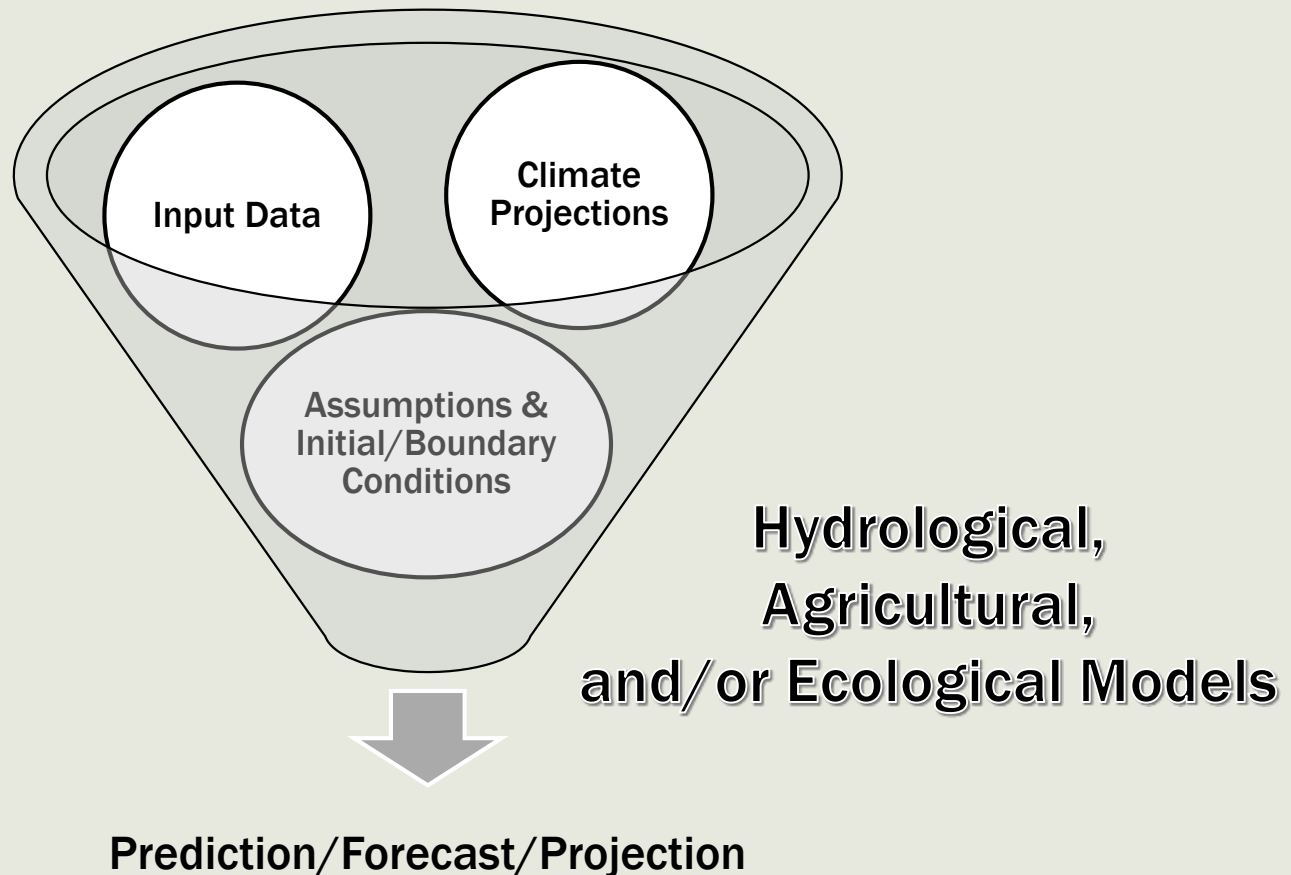 Input Data
Climate
Projections
Assumptions &
Initial/Boundary
Conditions
Hydrological,
Agricultural,
and/or Ecological Models
Prediction/Forecast/Projection